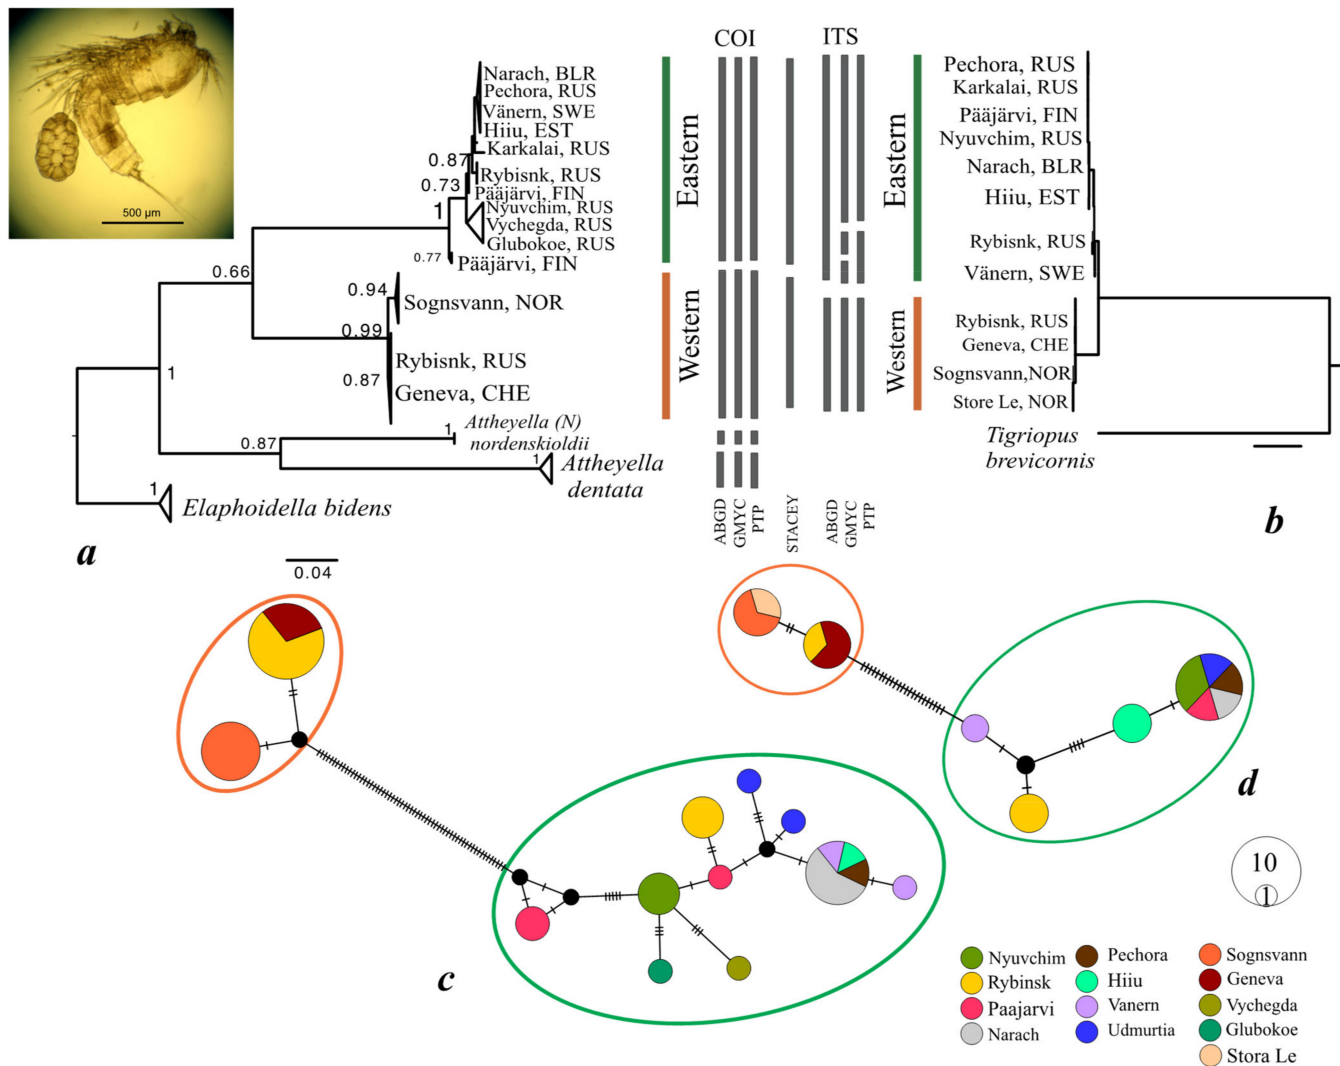 500 µm
COI
ITS
Narach, BLR
Pechora, RUS
Vänern, SWE
Hiiu, EST
Karkalai, RUS
0.87
Rybisnk, RUS
0.73
Pääjärvi, FIN
1
Nyuvchim, RUS
Vychegda, RUS
Glubokoe, RUS
0.77
Pääjärvi, FIN
0.66
0.94
Sognsvann, NOR
0.99
Rybisnk, RUS
0.87
Geneva, CHE
1
Attheyella (N)
nordenskioldii
1
0.87
Attheyella
dentata
1
Elaphoidella bidens
1
a
0.04
Eastern
Western
ABGD
GMYC
PTP
STACEY
ABGD
GMYC
PTP
Eastern
Western
Pechora, RUS
Karkalai, RUS
Pääjärvi, FIN
Nyuvchim, RUS
Narach, BLR
Hiiu, EST
Rybisnk, RUS
Vänern, SWE
Rybisnk, RUS
Geneva, CHE
Sognsvann,NOR
Store Le, NOR
Tigriopus
brevicornis
b
c
d
10
1
Nyuvchim
Rybinsk
Paajarvi
Narach
Pechora
Hiiu
Vanern
Udmurtia
Sognsvann
Geneva
Vychegda
Glubokoe
Stora Le